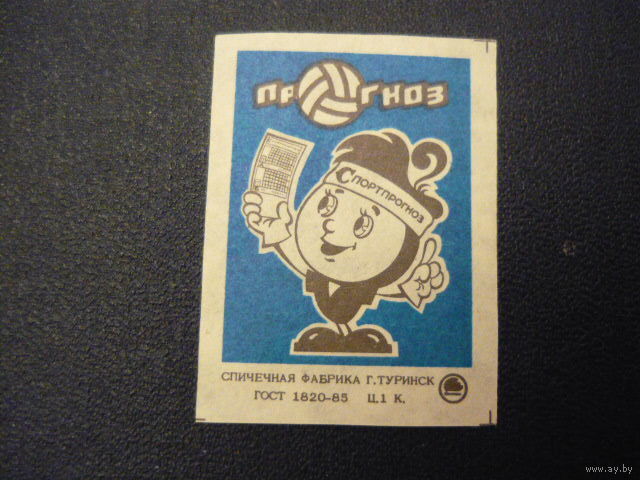 ПРОГНОЗ
СПОРТПРОГНОЗ
СПИЧЕЧНАЯ ФАБРИКА Г.ТУРИНСК
ГОСТ 1820-85 Ц.1 К.
www.ay.by